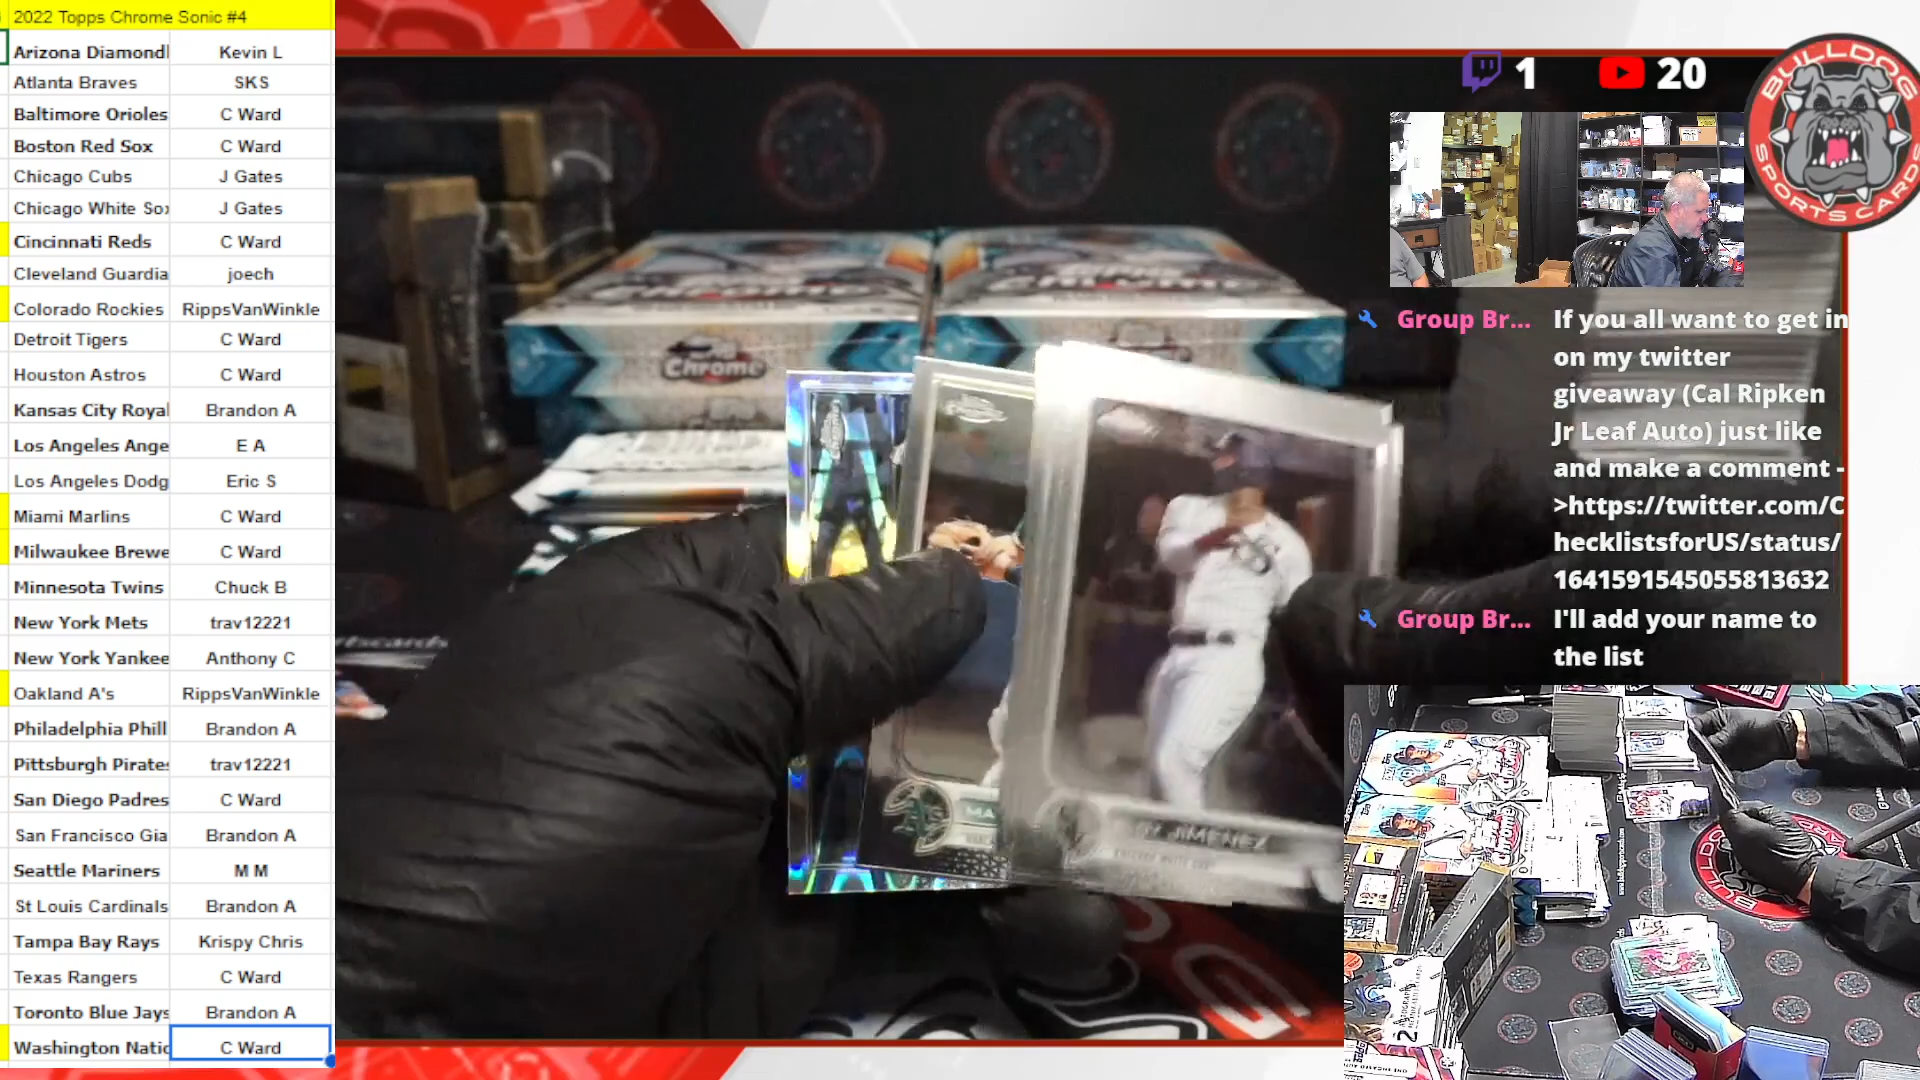 2022 Topps Chrome Sonic #4
Arizona Diamond Kevin L
Atlanta Braves SKS
Baltimore Orioles C Ward
Boston Red Sox C Ward
Chicago Cubs J Gates
Chicago White Sox J Gates
Cincinnati Reds C Ward
Cleveland Guardia joech
Colorado Rockies RippsVanWinkle
Detroit Tigers C Ward
Houston Astros C Ward
Kansas City Royal Brandon A
Los Angeles Ange E A
Los Angeles Dodg Eric S
Miami Marlins C Ward
Milwaukee Brewe C Ward
Minnesota Twins Chuck B
New York Mets trav12221
New York Yankee Anthony C
Oakland A's RippsVanWinkle
Philadelphia Phill Brandon A
Pittsburgh Pirates trav12221
San Diego Padres C Ward
San Francisco Gia Brandon A
Seattle Mariners M M
St Louis Cardinals Brandon A
Tampa Bay Rays Krispy Chris
Texas Rangers C Ward
Toronto Blue Jays Brandon A
Washington Natio C Ward
1 20
BULLDOG
SPORTS CARDS
Group Br... If you all want to get in
on my twitter
giveaway (Cal Ripken
Jr Leaf Auto) just like
and make a comment -
>https://twitter.com/C
hecklistsforUS/status/
1641591545055813632
Group Br... I'll add your name to
the list
Chrome
JIMENEZ